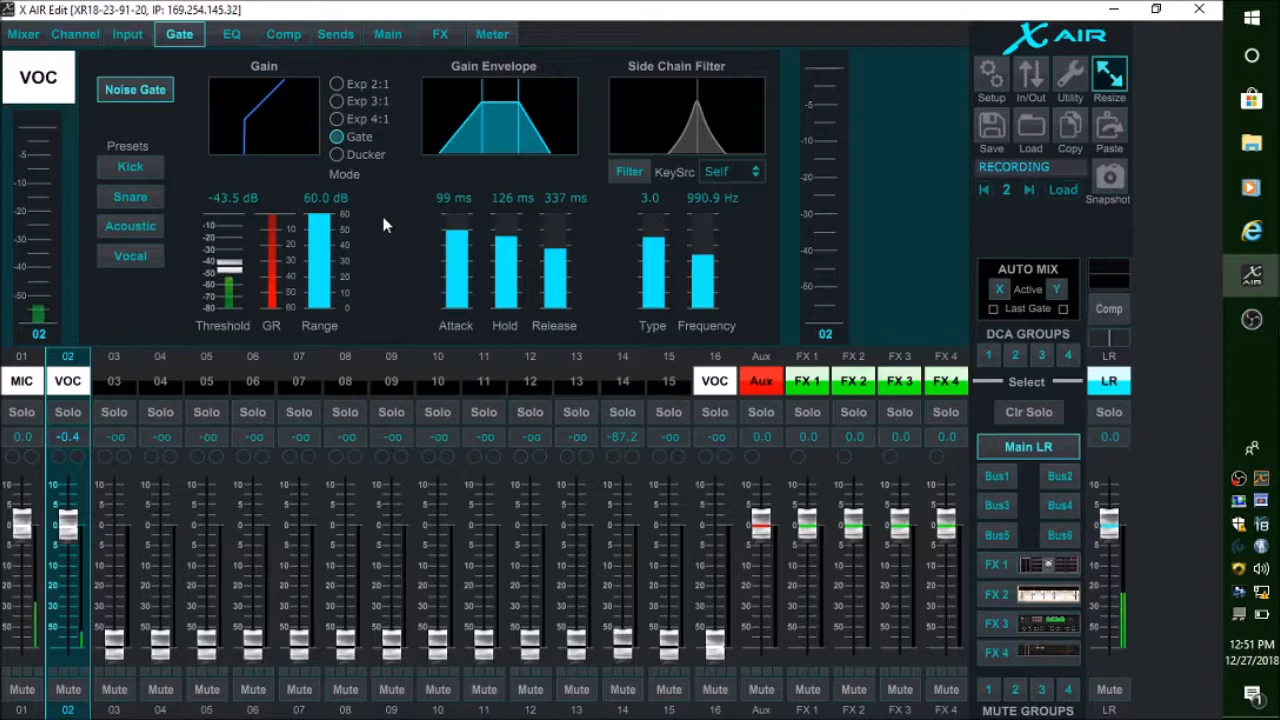 X AIR Edit [XR18-23-91-20, IP: 169.254.145.32]
Mixer Channel Input Gate EQ Comp Sends Main FX Meter
X AIR
VOC
Noise Gate
Presets
Kick
Snare
Acoustic
Vocal
Gain
Exp 2:1
Exp 3:1
Exp 4:1
Gate
Ducker
Mode
Gain Envelope
Side Chain Filter
Filter KeySrc Self
-43.5 dB 60.0 dB 99 ms 126 ms 337 ms 3.0 990.9 Hz
Threshold GR Range Attack Hold Release Type Frequency
02 02
Setup In/Out Utility Resize
Save Load Copy Paste
RECORDING
2 Load
Snapshot
AUTO MIX
X Active Y
Last Gate
Comp
DCA GROUPS
1 2 3 4
LR
Select
Clr Solo
Main LR
Bus1 Bus2
Bus3 Bus4
Bus5 Bus6
FX 1
FX 2
FX 3
FX 4
1 2 3 4
MUTE GROUPS
01 02 03 04 05 06 07 08 09 10 11 12 13 14 15 16 Aux FX 1 FX 2 FX 3 FX 4
MIC VOC 03 04 05 06 07 08 09 10 11 12 13 14 15 VOC Aux FX 1 FX 2 FX 3 FX 4 LR
Solo Solo Solo Solo Solo Solo Solo Solo Solo Solo Solo Solo Solo Solo Solo Solo Solo Solo Solo Solo Solo Solo
0.0 -0.4 -oo -oo -oo -oo -oo -oo -oo -oo -oo -oo -oo -87.2 -oo -oo 0.0 0.0 0.0 0.0 0.0 0.0
Mute Mute Mute Mute Mute Mute Mute Mute Mute Mute Mute Mute Mute Mute Mute Mute Mute Mute Mute Mute Mute Mute
01 02 03 04 05 06 07 08 09 10 11 12 13 14 15 16 Aux FX 1 FX 2 FX 3 FX 4 LR
12:51 PM
12/27/2018